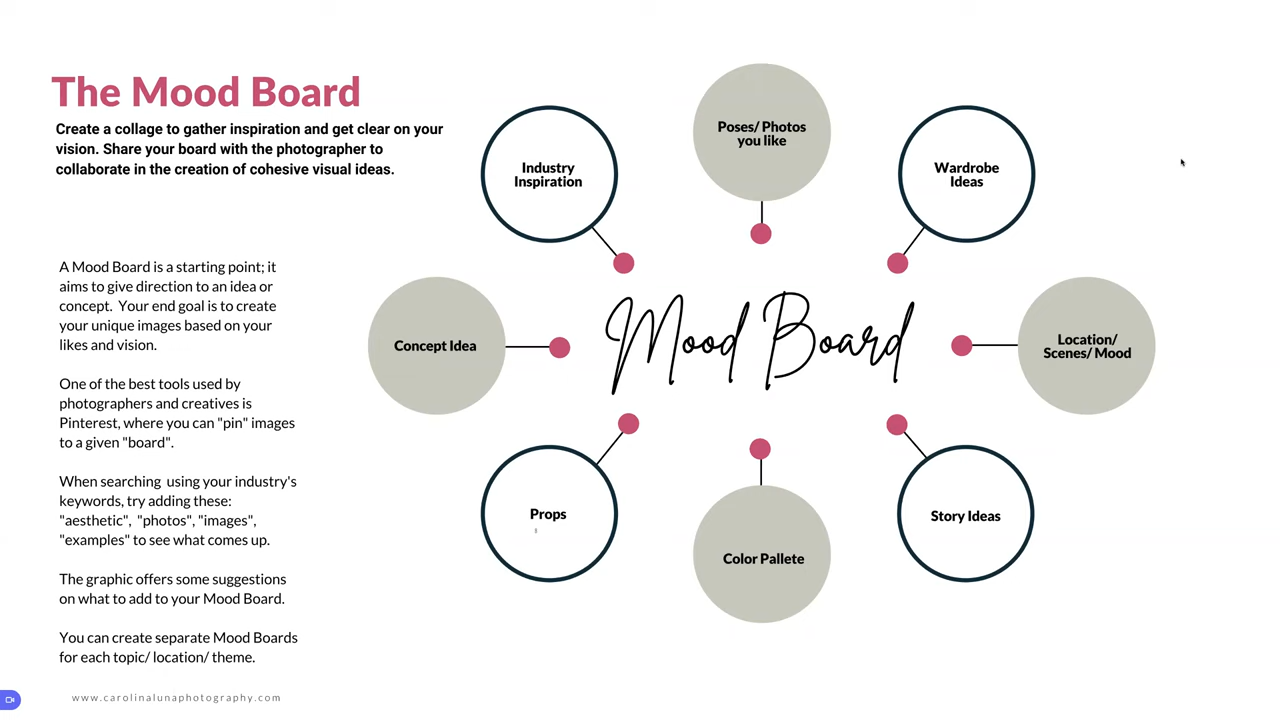 The Mood Board
Create a collage to gather inspiration and get clear on your
vision. Share your board with the photographer to
collaborate in the creation of cohesive visual ideas.
A Mood Board is a starting point; it
aims to give direction to an idea or
concept.  Your end goal is to create
your unique images based on your
likes and vision.
One of the best tools used by
photographers and creatives is
Pinterest, where you can "pin" images
to a given "board".
When searching  using your industry's
keywords, try adding these:
"aesthetic",  "photos", "images",
"examples" to see what comes up.
The graphic offers some suggestions
on what to add to your Mood Board.
You can create separate Mood Boards
for each topic/ location/ theme.
www.carolinalunaphotography.com
Industry
Inspiration
Poses/ Photos
you like
Wardrobe
Ideas
Concept Idea
Mood Board
Location/
Scenes/ Mood
Props
Color Pallete
Story Ideas